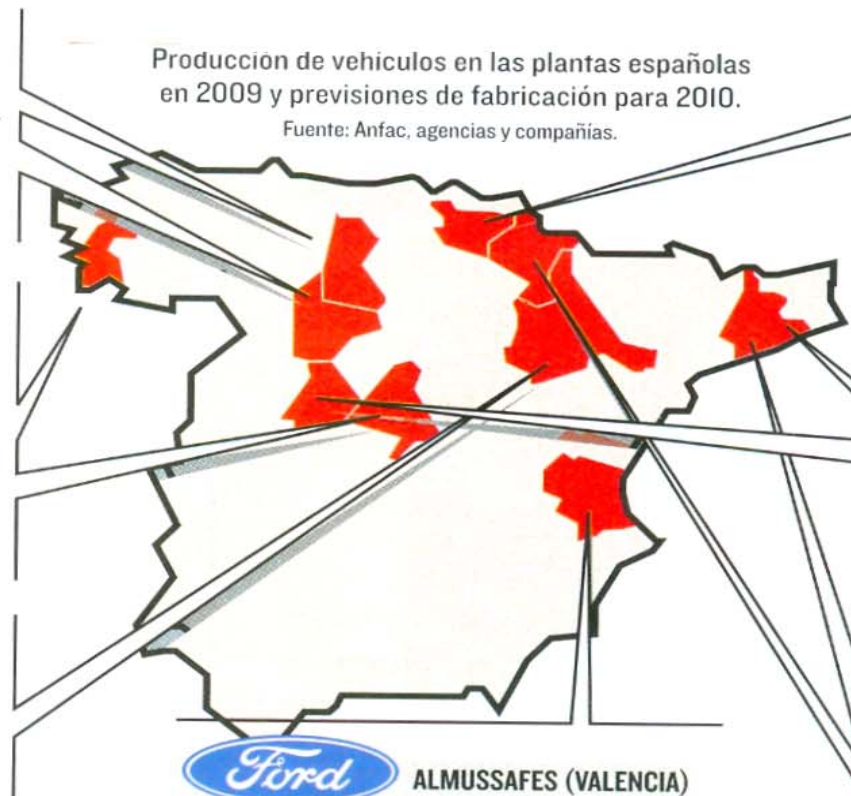 Producción de vehículos en las plantas españolas
en 2009 y previsiones de fabricación para 2010.
Fuente: Anfac, agencias y compañías.
Ford
ALMUSSAFES (VALENCIA)